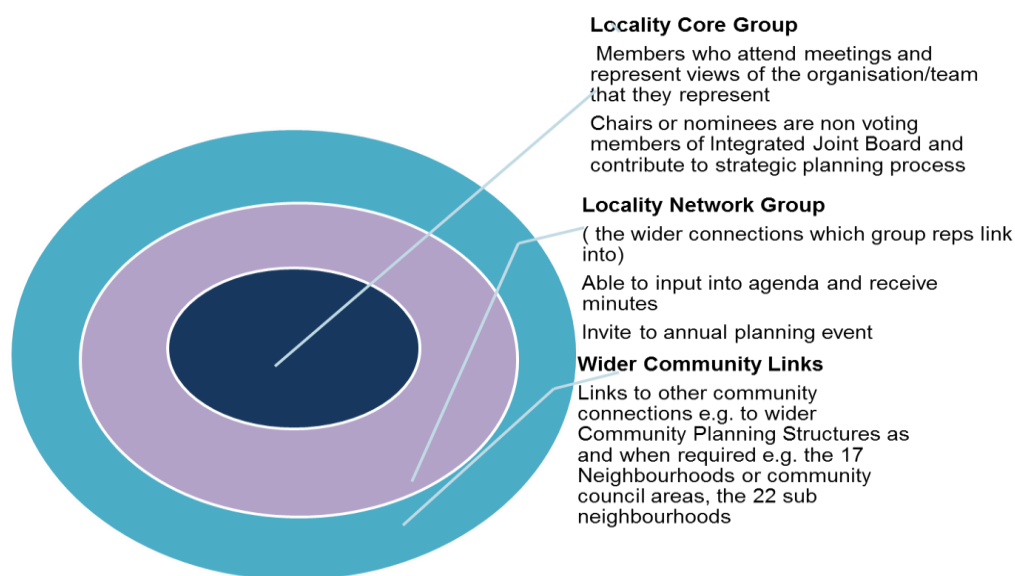 Locality Core Group
Members who attend meetings and
represent views of the organisation/team
that they represent
Chairs or nominees are non voting
members of Integrated Joint Board and
contribute to strategic planning process
Locality Network Group
( the wider connections which group reps link
into)
Able to input into agenda and receive
minutes
Invite to annual planning event
Wider Community Links
Links to other community
connections e.g. to wider
Community Planning Structures as
and when required e.g. the 17
Neighbourhoods or community
council areas, the 22 sub
neighbourhoods